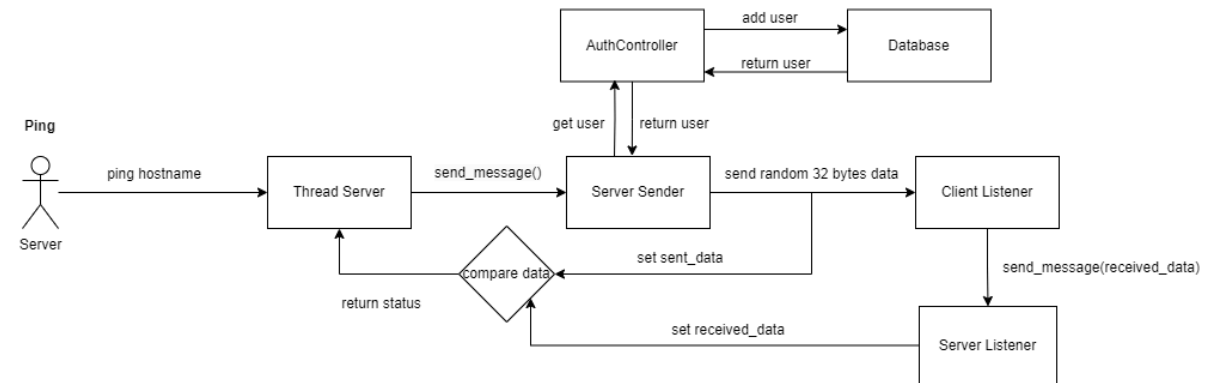 add user
AuthController
Database
return user
get user
return user
Ping
ping hostname
Thread Server
send_message()
Server Sender
send random 32 bytes data
Client Listener
Server
set sent_data
compare data
send_message(received_data)
return status
set received_data
Server Listener